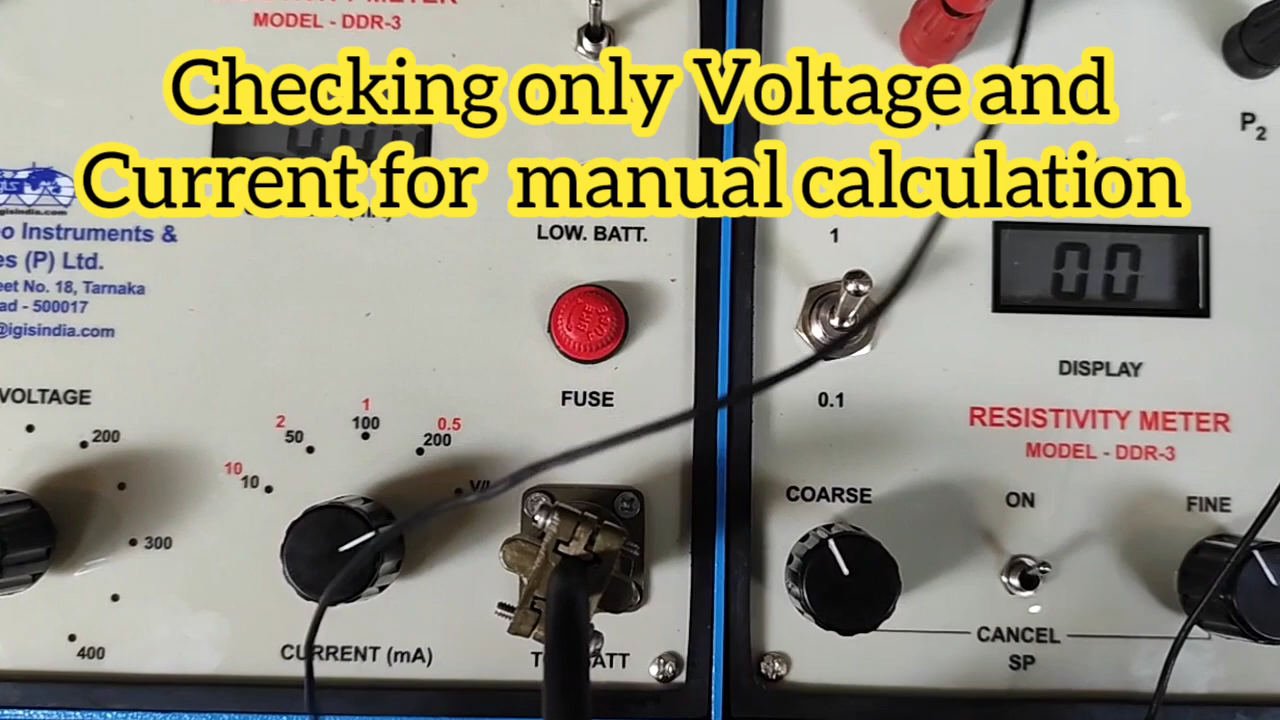 MODEL - DDR-3
Checking only Voltage and
Current for manual calculation
P2
gisindia.com
o Instruments &
es (P) Ltd.
eet No. 18, Tarnaka
ad - 500017
@igisindia.com
LOW. BATT.
FUSE
VOLTAGE
200
300
400
10 2 1 0.5
10 50 100 200
CURRENT (mA)
1
0.1
00
DISPLAY
RESISTIVITY METER
MODEL - DDR-3
COARSE
ON
FINE
CANCEL
SP